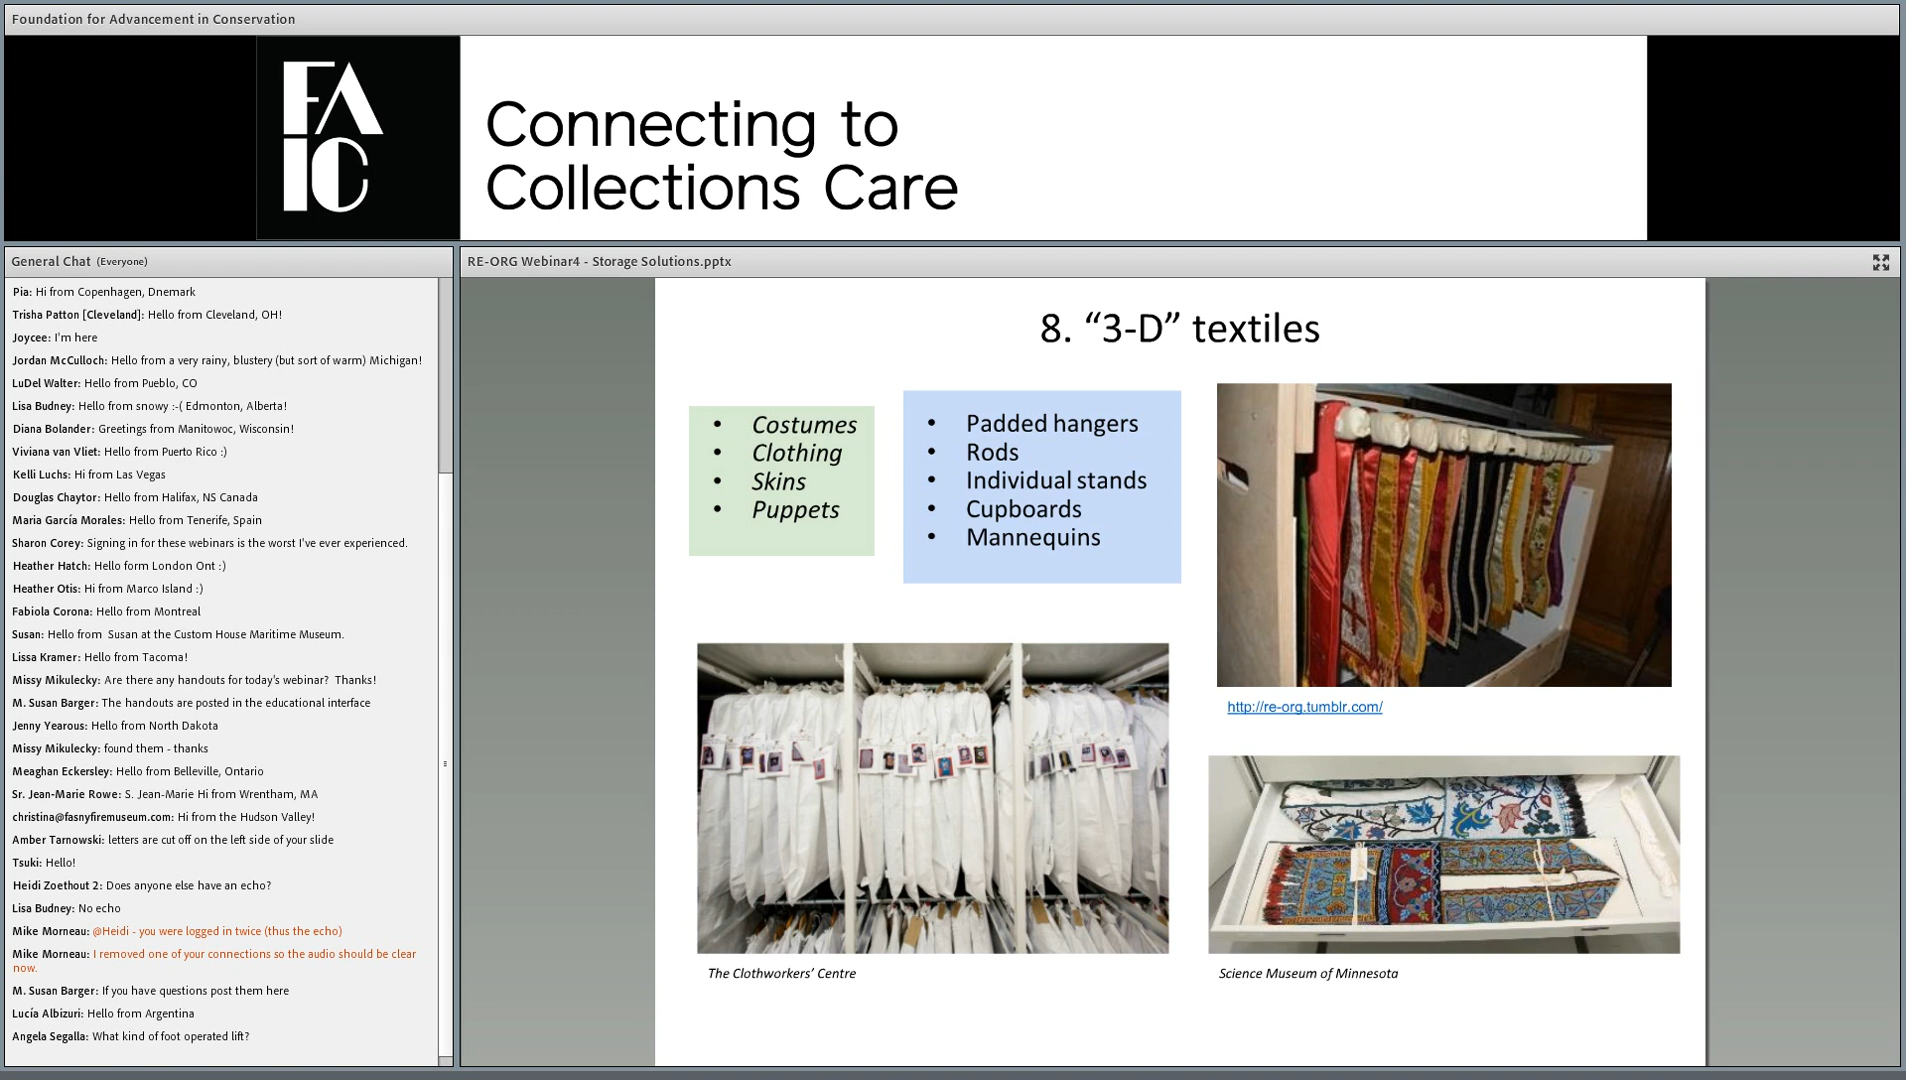 Foundation for Advancement in Conservation
FA
IC
Connecting to
Collections Care
General Chat (Everyone)
Pia: Hi from Copenhagen, Dnemark
Trisha Patton [Cleveland]: Hello from Cleveland, OH!
Joycee: I'm here
Jordan McCulloch: Hello from a very rainy, blustery (but sort of warm) Michigan!
LuDel Walter: Hello from Pueblo, CO
Lisa Budney: Hello from snowy :-( Edmonton, Alberta!
Diana Bolander: Greetings from Manitowoc, Wisconsin!
Viviana van Vliet: Hello from Puerto Rico :)
Kelli Luchs: Hi from Las Vegas
Douglas Chaytor: Hello from Halifax, NS Canada
Maria García Morales: Hello from Tenerife, Spain
Sharon Corey: Signing in for these webinars is the worst I've ever experienced.
Heather Hatch: Hello form London Ont :)
Heather Otis: Hi from Marco Island :)
Fabiola Corona: Hello from Montreal
Susan: Hello from  Susan at the Custom House Maritime Museum.
Lissa Kramer: Hello from Tacoma!
Missy Mikulecky: Are there any handouts for today's webinar?  Thanks!
M. Susan Barger: The handouts are posted in the educational interface
Jenny Yearous: Hello from North Dakota
Missy Mikulecky: found them - thanks
Meaghan Eckersley: Hello from Belleville, Ontario
Sr. Jean-Marie Rowe: S. Jean-Marie Hi from Wrentham, MA
christina@fasnyfiremuseum.com: Hi from the Hudson Valley!
Amber Tarnowski: letters are cut off on the left side of your slide
Tsuki: Hello!
Heidi Zoethout 2: Does anyone else have an echo?
Lisa Budney: No echo
Mike Morneau: @Heidi - you were logged in twice (thus the echo)
Mike Morneau: I removed one of your connections so the audio should be clear
now.
M. Susan Barger: If you have questions post them here
Lucía Albizuri: Hello from Argentina
Angela Segalla: What kind of foot operated lift?
RE-ORG Webinar4 - Storage Solutions.pptx
8. “3-D” textiles
• Costumes
• Clothing
• Skins
• Puppets
• Padded hangers
• Rods
• Individual stands
• Cupboards
• Mannequins
http://re-org.tumblr.com/
The Clothworkers’ Centre
Science Museum of Minnesota